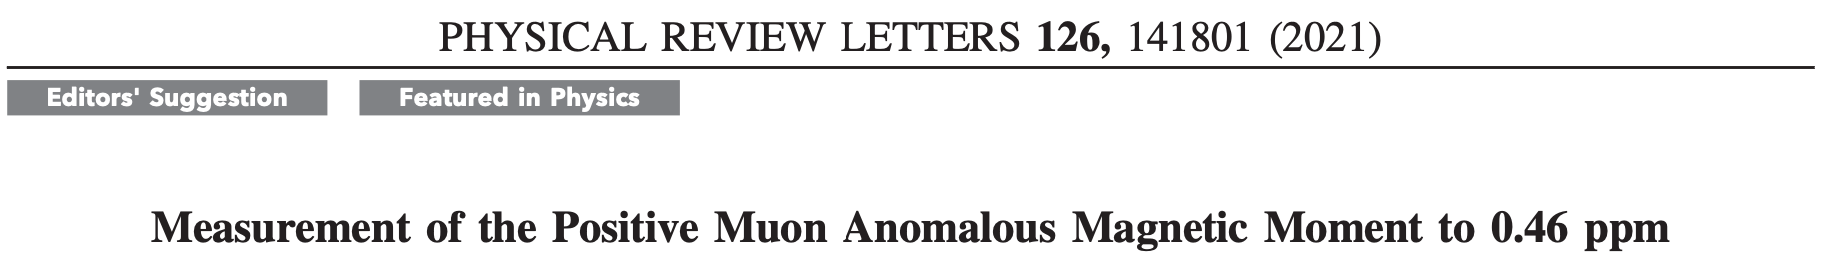 PHYSICAL REVIEW LETTERS 126, 141801 (2021)
Editors' Suggestion Featured in Physics
Measurement of the Positive Muon Anomalous Magnetic Moment to 0.46 ppm